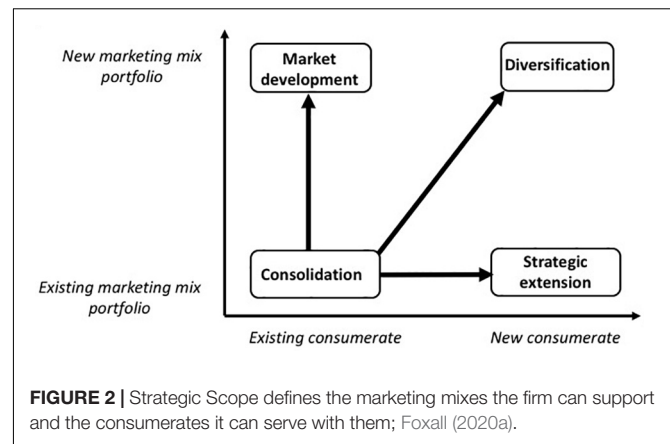 New marketing mix
portfolio
Market
development
Diversification
Consolidation
Strategic
extension
Existing marketing mix
portfolio
Existing consumerate
New consumerate
FIGURE 2 | Strategic Scope defines the marketing mixes the firm can support
and the consumerates it can serve with them; Foxall (2020a).